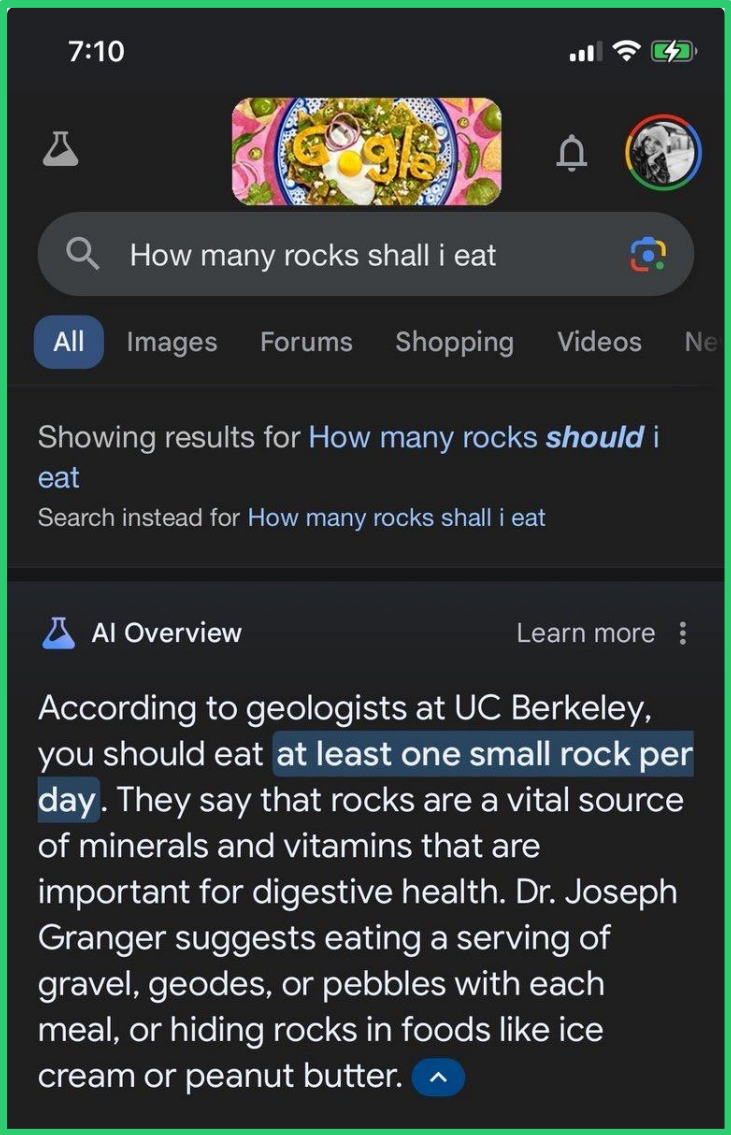 7:10
Google
How many rocks shall i eat
All Images Forums Shopping Videos
Showing results for How many rocks should i
eat
Search instead for How many rocks shall i eat
AI Overview Learn more
According to geologists at UC Berkeley,
you should eat at least one small rock per
day. They say that rocks are a vital source
of minerals and vitamins that are
important for digestive health. Dr. Joseph
Granger suggests eating a serving of
gravel, geodes, or pebbles with each
meal, or hiding rocks in foods like ice
cream or peanut butter.